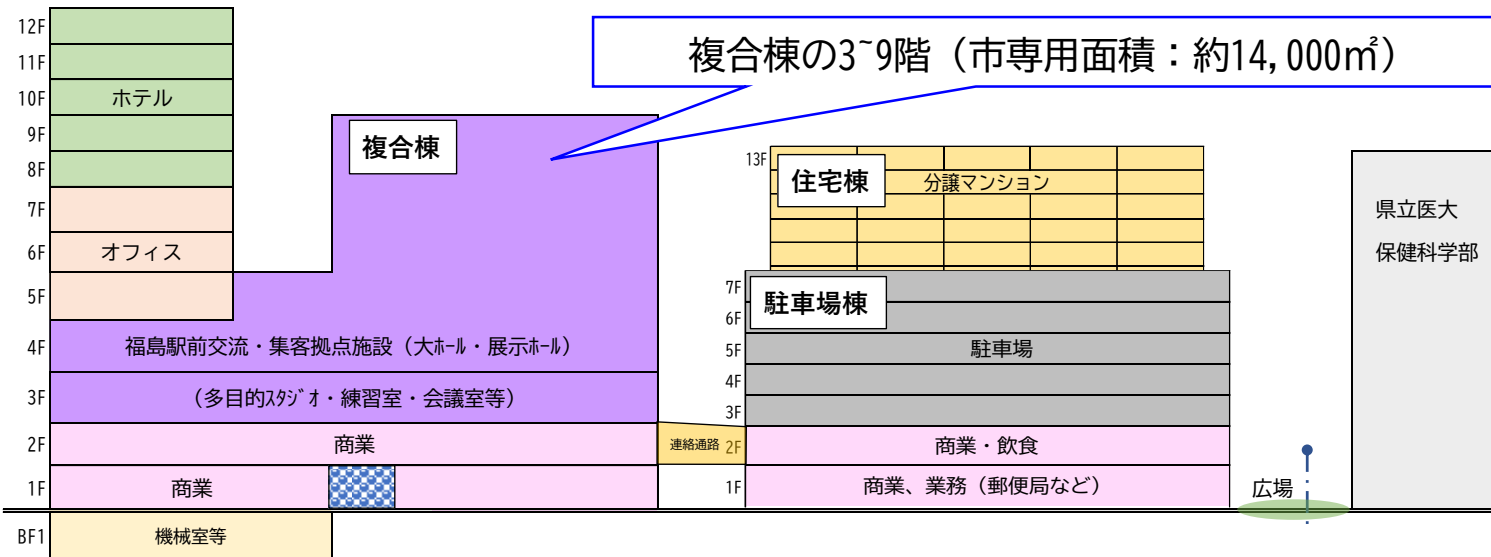 複合棟の3~9階（市専用面積：約14,000㎡）
12F
11F
10F
ホテル
9F
8F
7F
6F
オフィス
5F
4F
3F
2F
1F
BF1
複合棟
福島駅前交流・集客拠点施設（大ﾎｰﾙ・展示ﾎｰﾙ）
（多目的ｽﾀｼﾞｵ・練習室・会議室等）
商業
商業
機械室等
連絡通路
13F
住宅棟
分譲マンション
7F
駐車場棟
6F
5F
駐車場
4F
3F
2F
商業・飲食
1F
商業、業務（郵便局など）
広場
県立医大
保健科学部